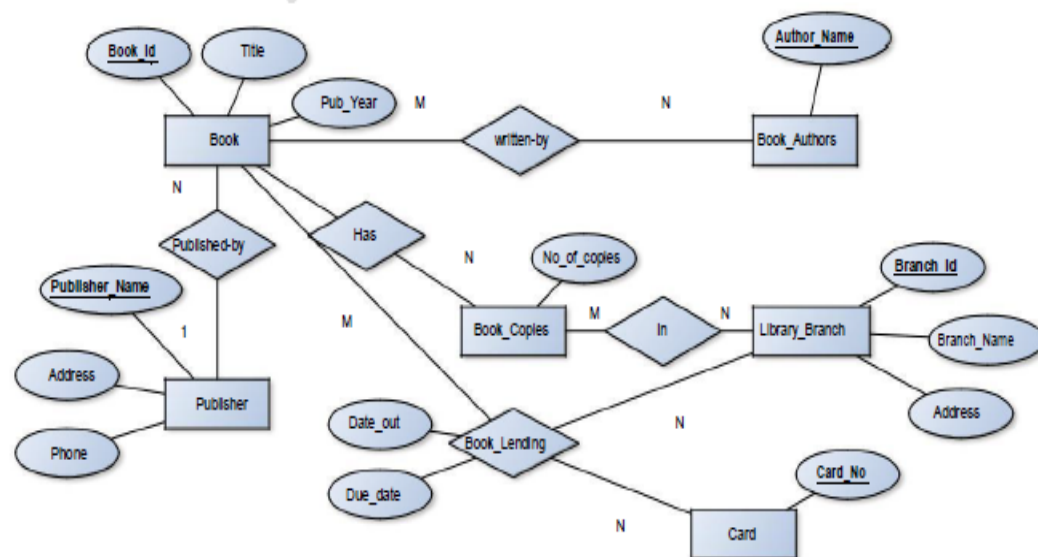 Author_Name
Book_Id
Title
Pub_Year
M
N
Book
written-by
Book_Authors
N
Published-by
Has
N
No_of_copies
Branch_Id
Publisher_Name
1
M
Book_Copies
M
In
N
Library_Branch
Branch_Name
Address
Publisher
Date_out
Book_Lending
N
Address
Phone
Due_date
Card_No
N
Card